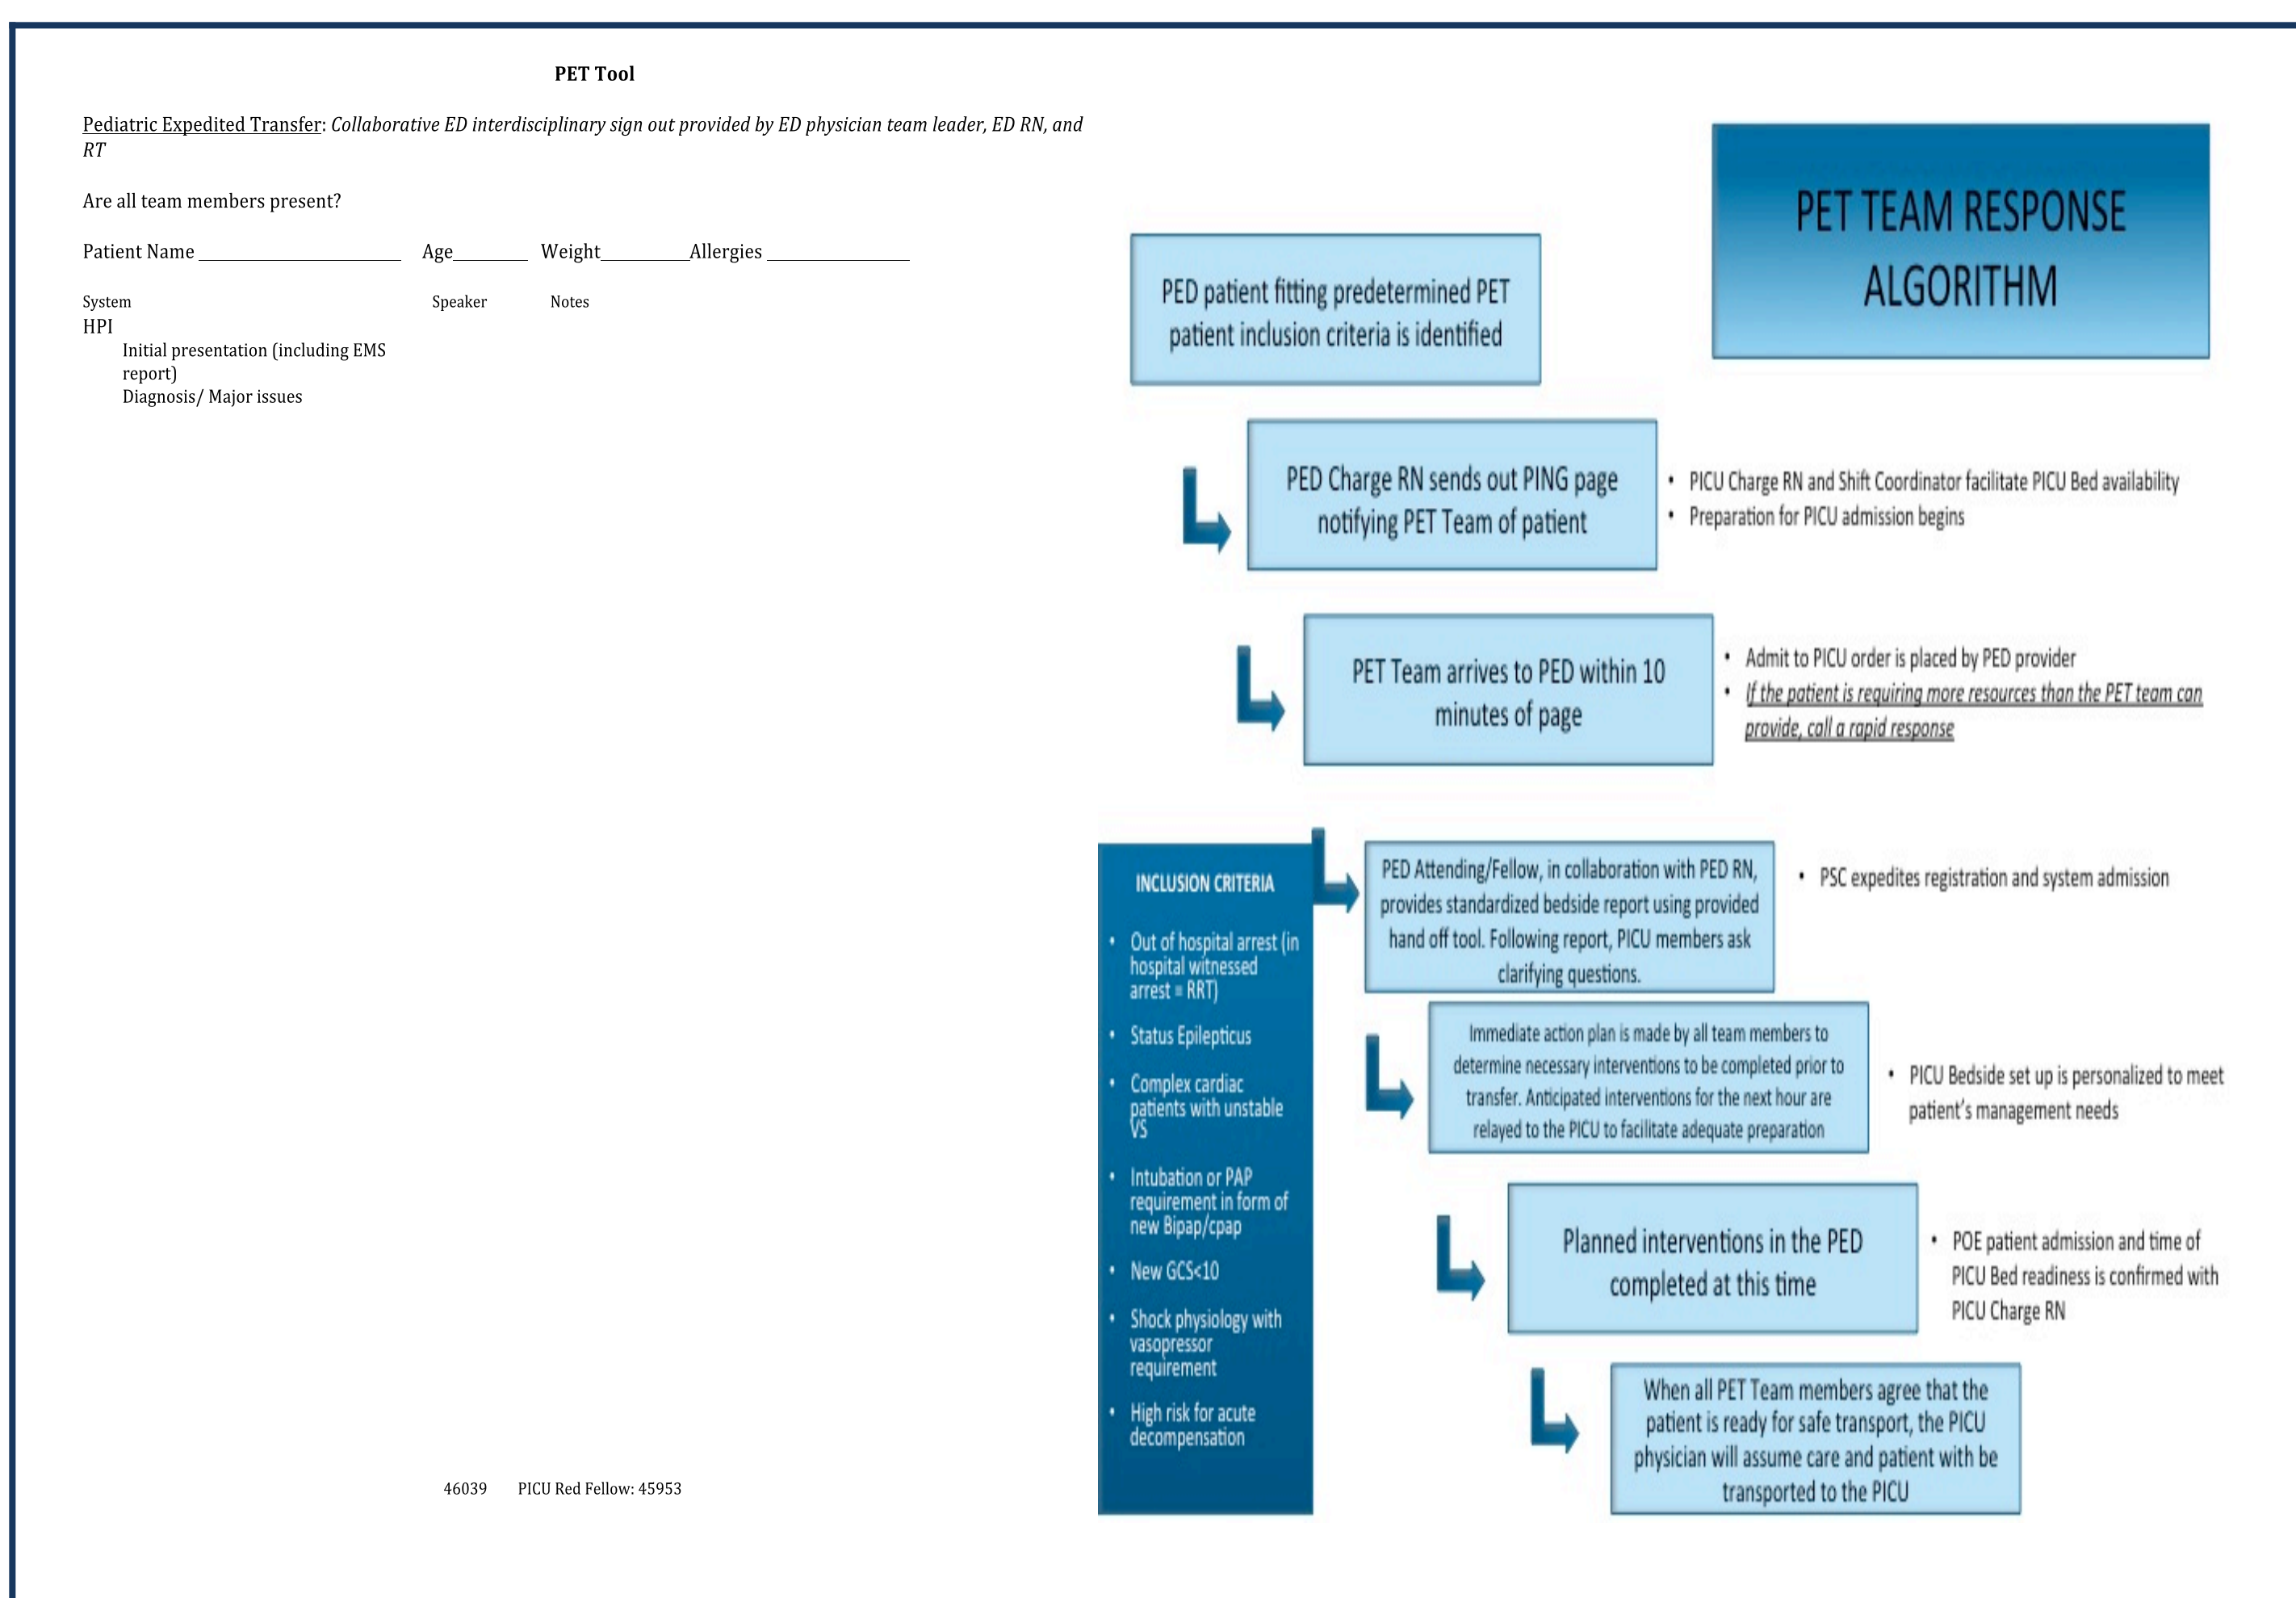 PET Tool
Pediatric Expedited Transfer: Collaborative ED interdisciplinary sign out provided by ED physician team leader, ED RN, and
RT
Are all team members present?
Patient Name ____________________ Age_______ Weight________Allergies ______________
System Speaker Notes
HPI
Initial presentation (including EMS
report)
Diagnosis/ Major issues
46039 PICU Red Fellow: 45953
PET TEAM RESPONSE
ALGORITHM
PED patient fitting predetermined PET
patient inclusion criteria is identified
PED Charge RN sends out PING page
notifying PET Team of patient
• PICU Charge RN and Shift Coordinator facilitate PICU Bed availability
• Preparation for PICU admission begins
PET Team arrives to PED within 10
minutes of page
• Admit to PICU order is placed by PED provider
• If the patient is requiring more resources than the PET team can
provide, call a rapid response
INCLUSION CRITERIA
• Out of hospital arrest (in
hospital witnessed
arrest = RRT)
• Status Epilepticus
• Complex cardiac
patients with unstable
VS
• Intubation or PAP
requirement in form of
new Bipap/cpap
• New GCS<10
• Shock physiology with
vasopressor
requirement
• High risk for acute
decompensation
PED Attending/Fellow, in collaboration with PED RN,
provides standardized bedside report using provided
hand off tool. Following report, PICU members ask
clarifying questions.
• PSC expedites registration and system admission
Immediate action plan is made by all team members to
determine necessary interventions to be completed prior to
transfer. Anticipated interventions for the next hour are
relayed to the PICU to facilitate adequate preparation
• PICU Bedside set up is personalized to meet
patient's management needs
Planned interventions in the PED
completed at this time
• POE patient admission and time of
PICU Bed readiness is confirmed with
PICU Charge RN
When all PET Team members agree that the
patient is ready for safe transport, the PICU
physician will assume care and patient with be
transported to the PICU